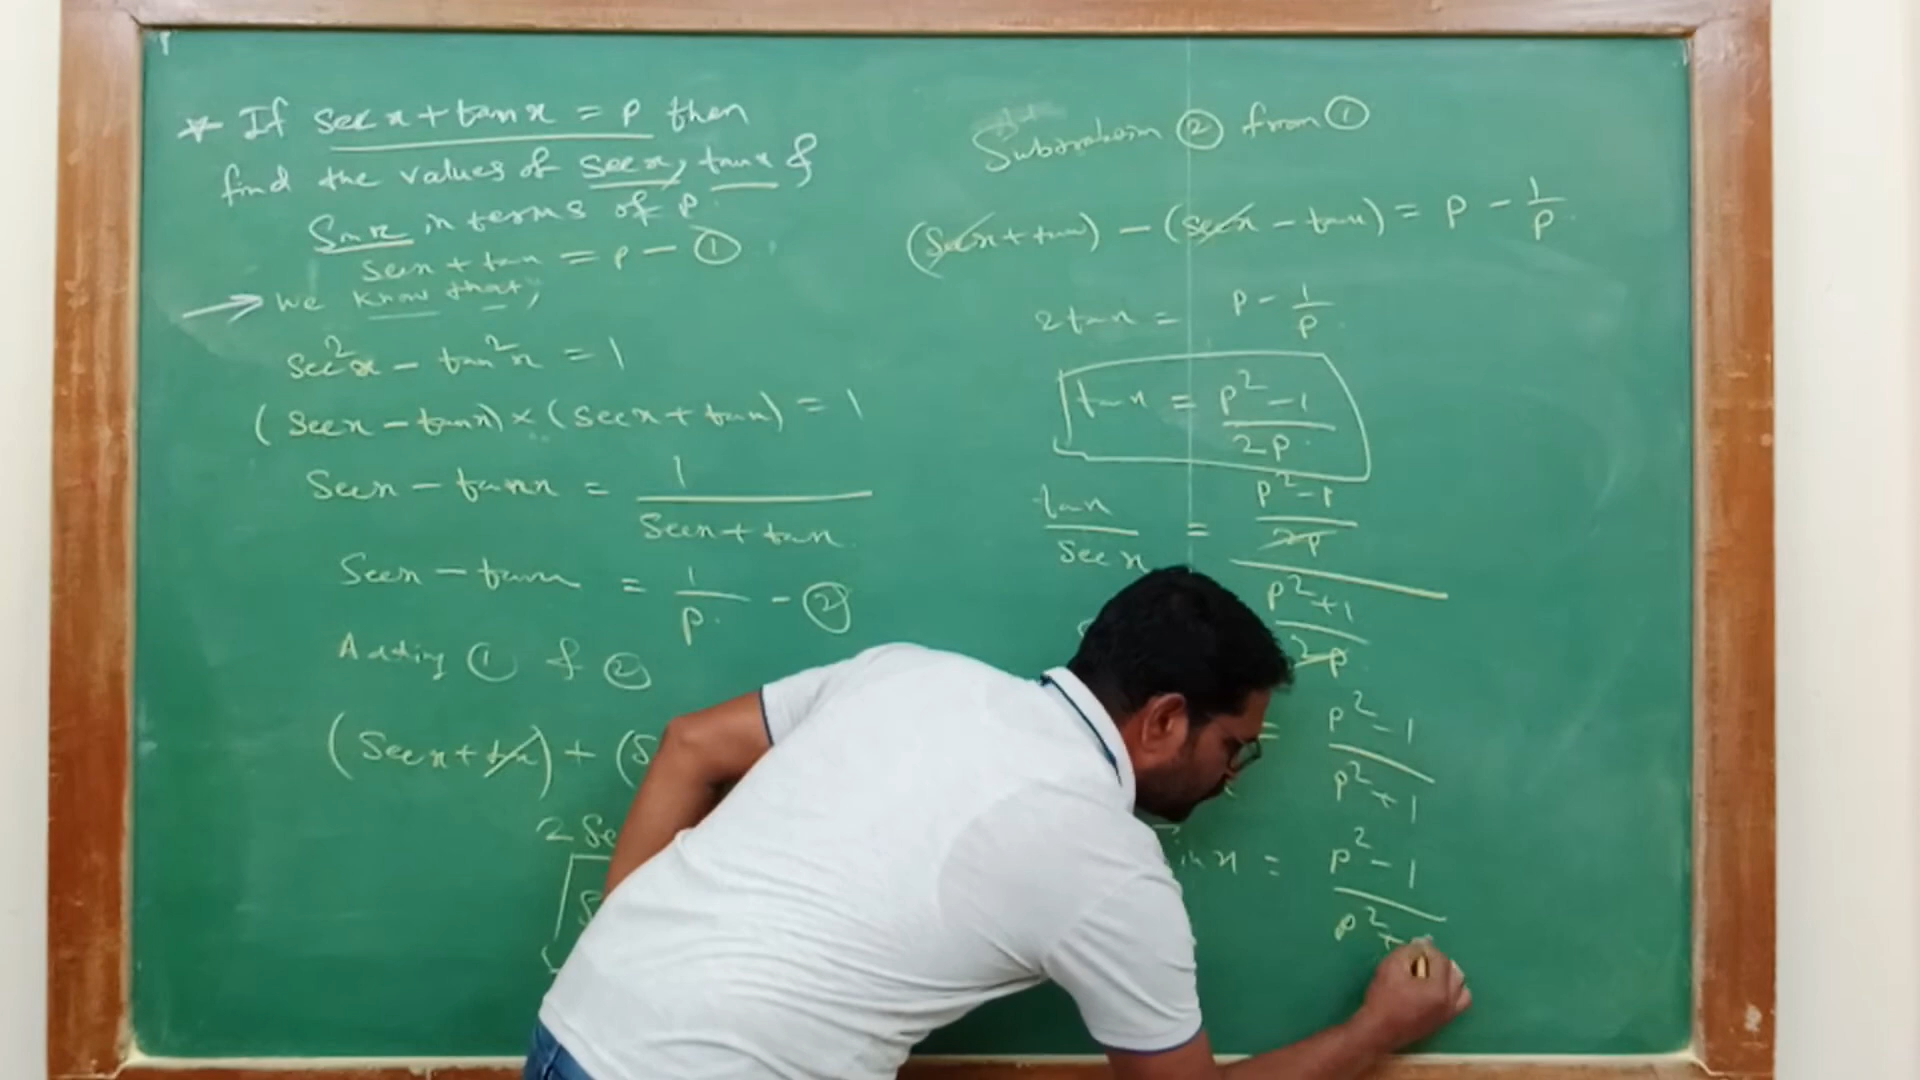 * If sec x + tan x = P then
find the values of sec x, tan x &
Sin x in terms of P.
sec x + tan = P - ①
→ we know that,
sec²x - tan²x = 1
(sec x - tan x) × (sec x + tan x) = 1
sec x - tan x = 1 / sec x + tan x
sec x - tan x = 1 / P - ②
Adding ① & ②
(sec x + tan x) + (
2 Se
Subtraction ② from ①
(sec x + tan x) - (sec x - tan x) = P - 1/P
2 tan x = P - 1/P
tan x = P² - 1 / 2P
tan x / sec x = P² - 1 / 2P / P² + 1 / 2P
= P² - 1 / P² + 1
in x = P² - 1 / P² +